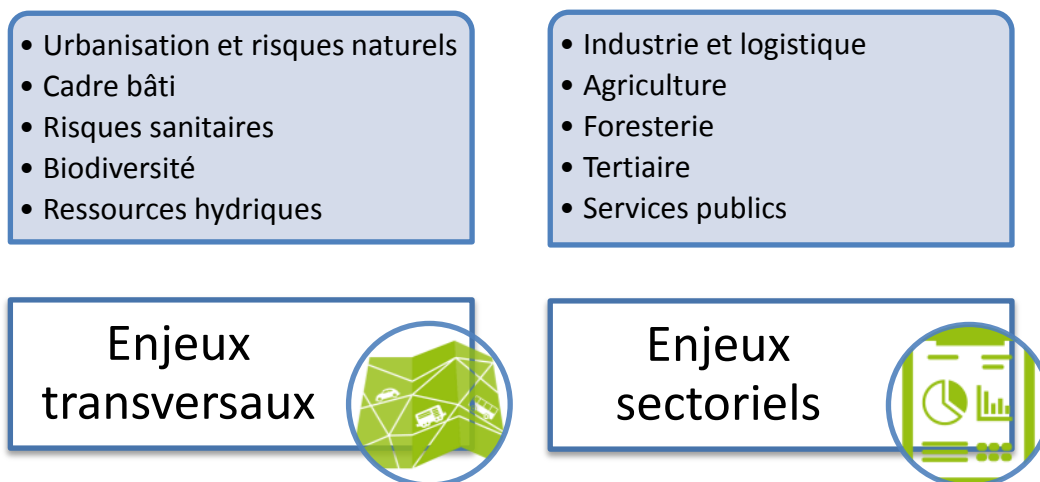 • Urbanisation et risques naturels
• Cadre bâti
• Risques sanitaires
• Biodiversité
• Ressources hydriques
Enjeux
transversaux
• Industrie et logistique
• Agriculture
• Foresterie
• Tertiaire
• Services publics
Enjeux
sectoriels